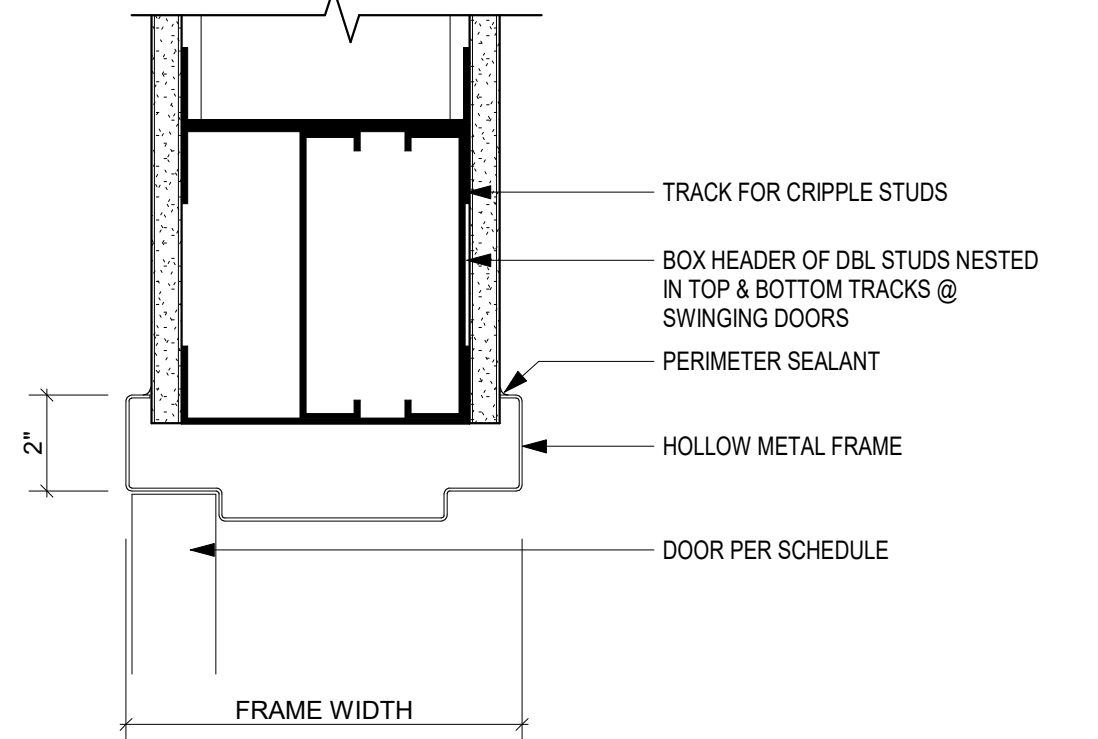 TRACK FOR CRIPPLE STUDS
BOX HEADER OF DBL STUDS NESTED
IN TOP & BOTTOM TRACKS @
SWINGING DOORS
PERIMETER SEALANT
2"
HOLLOW METAL FRAME
DOOR PER SCHEDULE
FRAME WIDTH